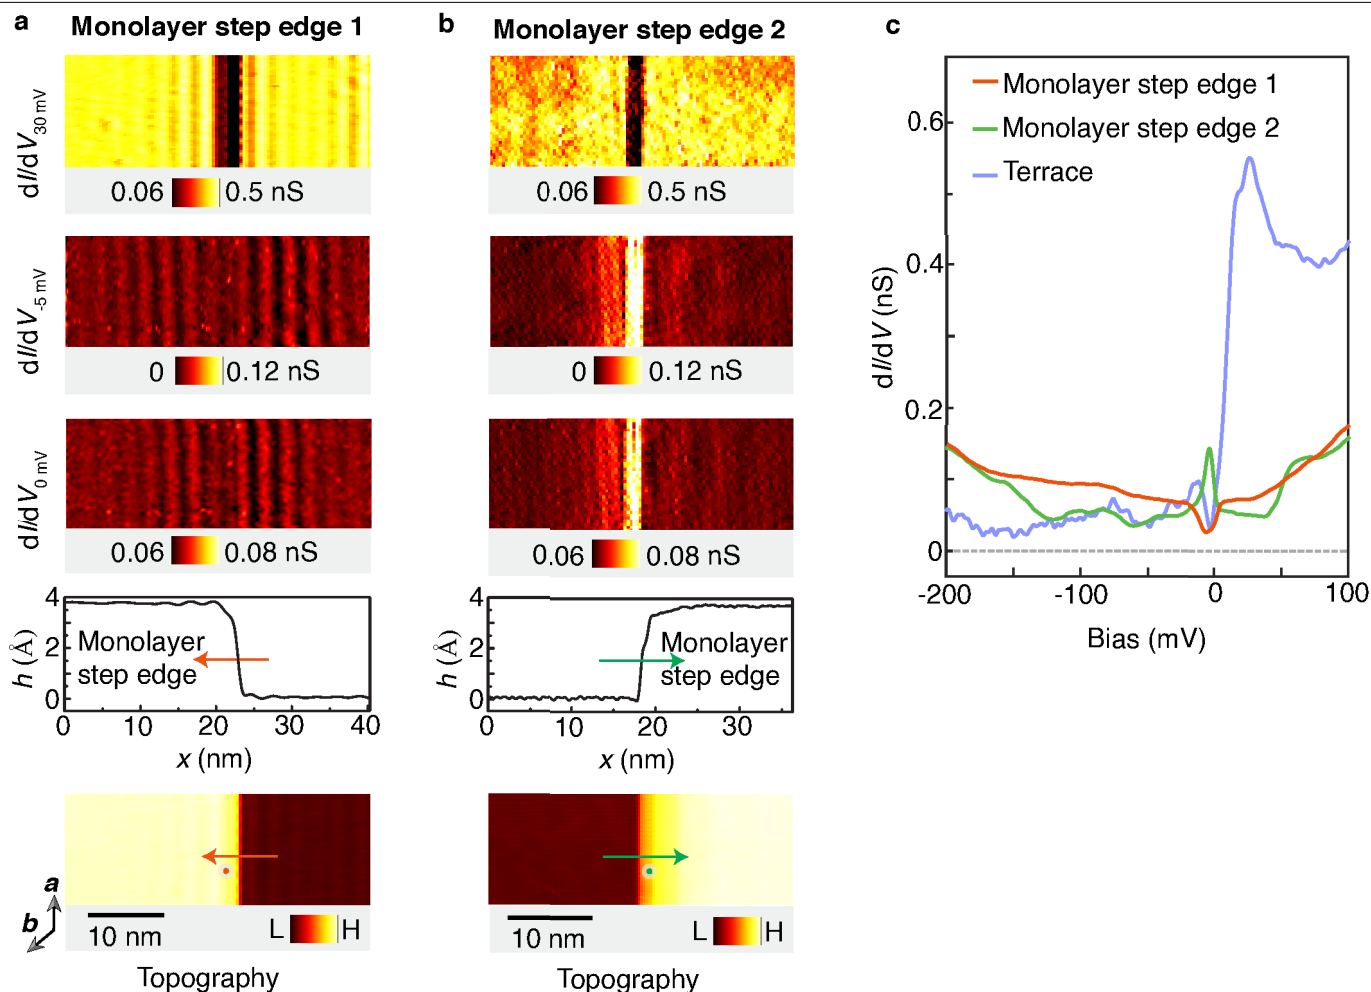 a
Monolayer step edge 1
dI/dV30 mV
0.06 0.5 nS
dI/dV-5 mV
0 0.12 nS
dI/dV0 mV
0.06 0.08 nS
4
2
0
h (Å)
Monolayer
step edge
0 10 20 30 40
x (nm)
a
b
10 nm
L H
Topography
b
Monolayer step edge 2
0.06 0.5 nS
0 0.12 nS
0.06 0.08 nS
4
2
0
h (Å)
Monolayer
step edge
0 10 20 30
x (nm)
10 nm
L H
Topography
c
Monolayer step edge 1
Monolayer step edge 2
Terrace
0.6
0.4
0.2
0
dI/dV (nS)
-200 -100 0 100
Bias (mV)